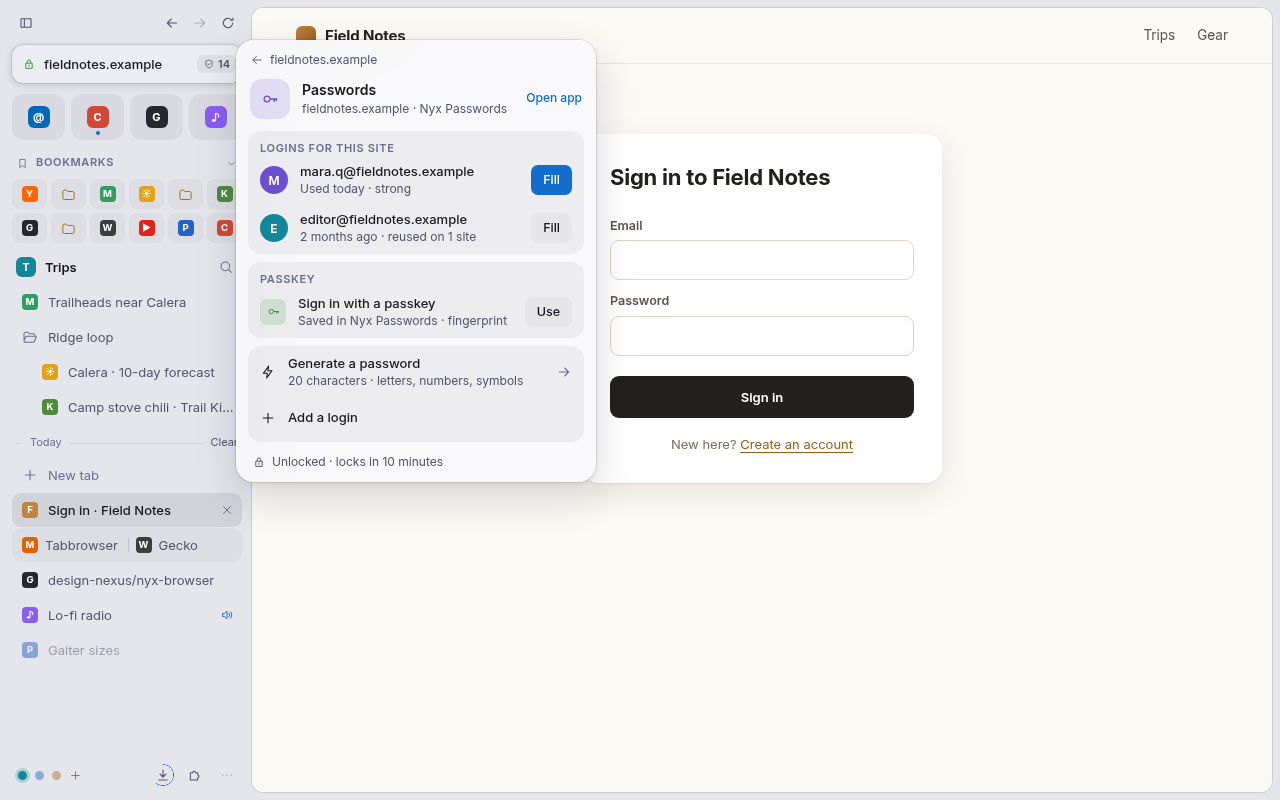 fieldnotes.example
14
@
C
G
BOOKMARKS
Y
M
K
G
W
P
C
T
Trips
M
Trailheads near Calera
Ridge loop
Calera · 10-day forecast
K
Camp stove chili · Trail Ki...
Today
Clear
New tab
F
Sign in · Field Notes
M
Tabbrowser
W
Gecko
G
design-nexus/nyx-browser
Lo-fi radio
P
Gaiter sizes
fieldnotes.example
Passwords
fieldnotes.example · Nyx Passwords
Open app
LOGINS FOR THIS SITE
M
mara.q@fieldnotes.example
Used today · strong
Fill
E
editor@fieldnotes.example
2 months ago · reused on 1 site
Fill
PASSKEY
Sign in with a passkey
Saved in Nyx Passwords · fingerprint
Use
Generate a password
20 characters · letters, numbers, symbols
Add a login
Unlocked · locks in 10 minutes
Field Notes
Trips
Gear
Sign in to Field Notes
Email
Password
Sign in
New here? Create an account